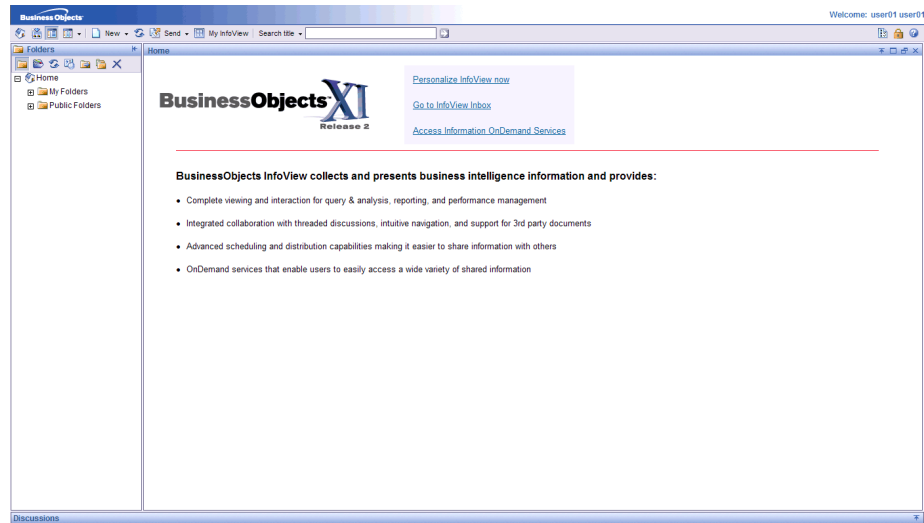 Business Objects
Welcome: user01 user01
New Send My InfoView Search title
Folders
Home
Home
My Folders
Public Folders
BusinessObjects XI
Release 2
Personalize InfoView now
Go to InfoView Inbox
Access Information OnDemand Services
BusinessObjects InfoView collects and presents business intelligence information and provides:
• Complete viewing and interaction for query & analysis, reporting, and performance management
• Integrated collaboration with threaded discussions, intuitive navigation, and support for 3rd party documents
• Advanced scheduling and distribution capabilities making it easier to share information with others
• OnDemand services that enable users to easily access a wide variety of shared information
Discussions